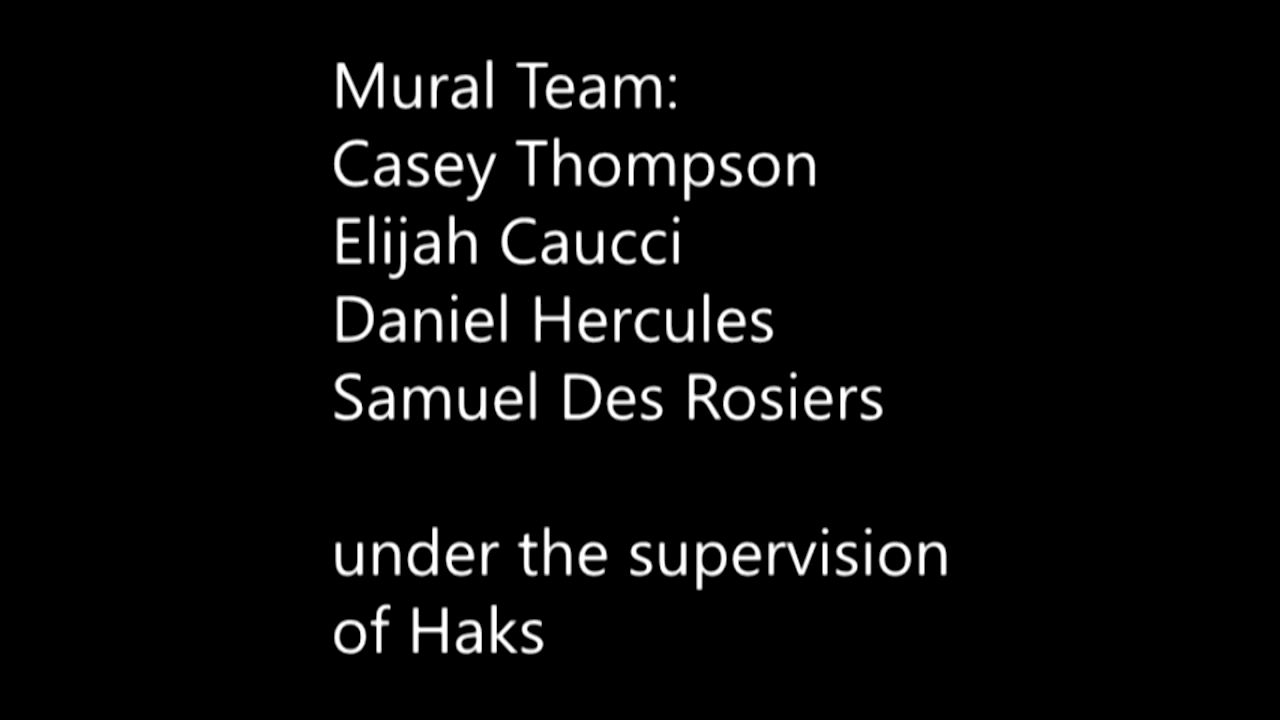 Mural Team:
Casey Thompson
Elijah Caucci
Daniel Hercules
Samuel Des Rosiers
under the supervision
of Haks